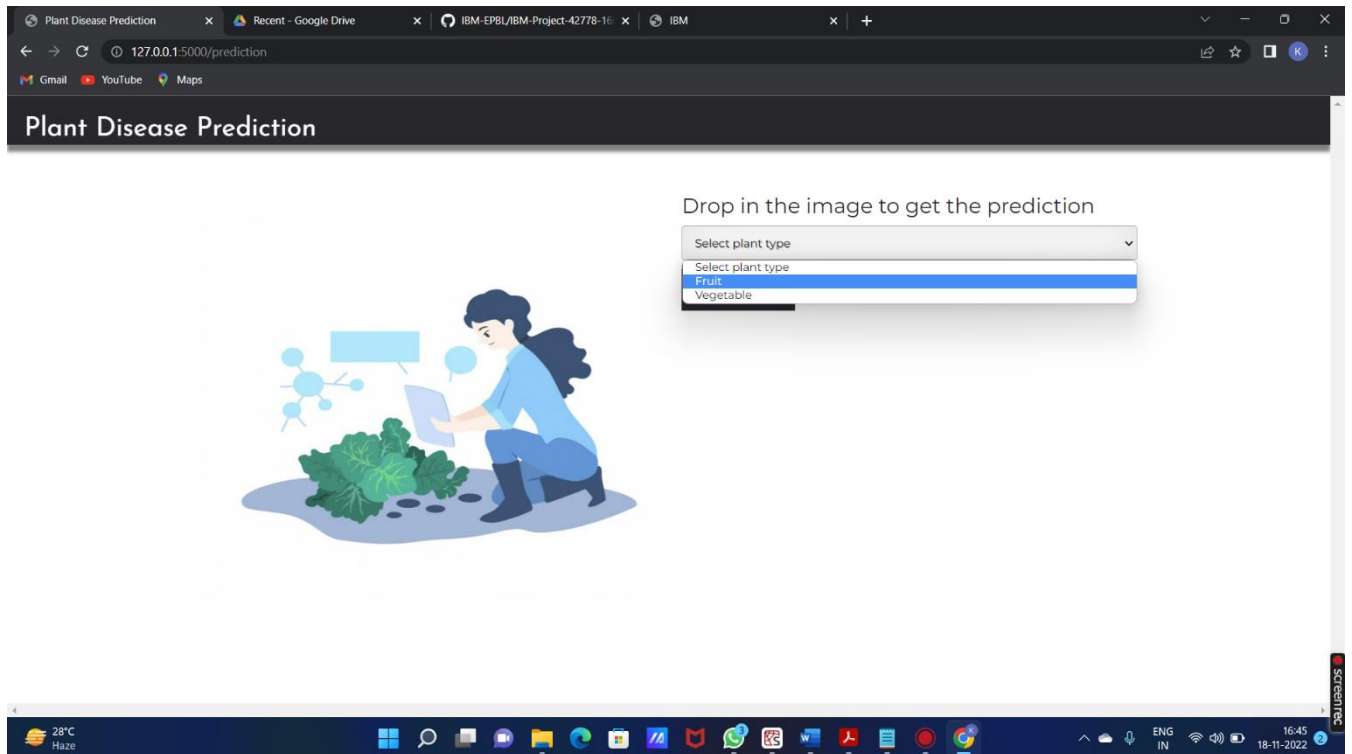 Plant Disease Prediction
Recent - Google Drive
IBM-EPBL/IBM-Project-42778-16
IBM
127.0.0.1:5000/prediction
K
Gmail
YouTube
Maps
Plant Disease Prediction
Drop in the image to get the prediction
Select plant type
Select plant type
Fruit
Vegetable
screenrec
28°C
Haze
ENG
IN
16:45
18-11-2022
2